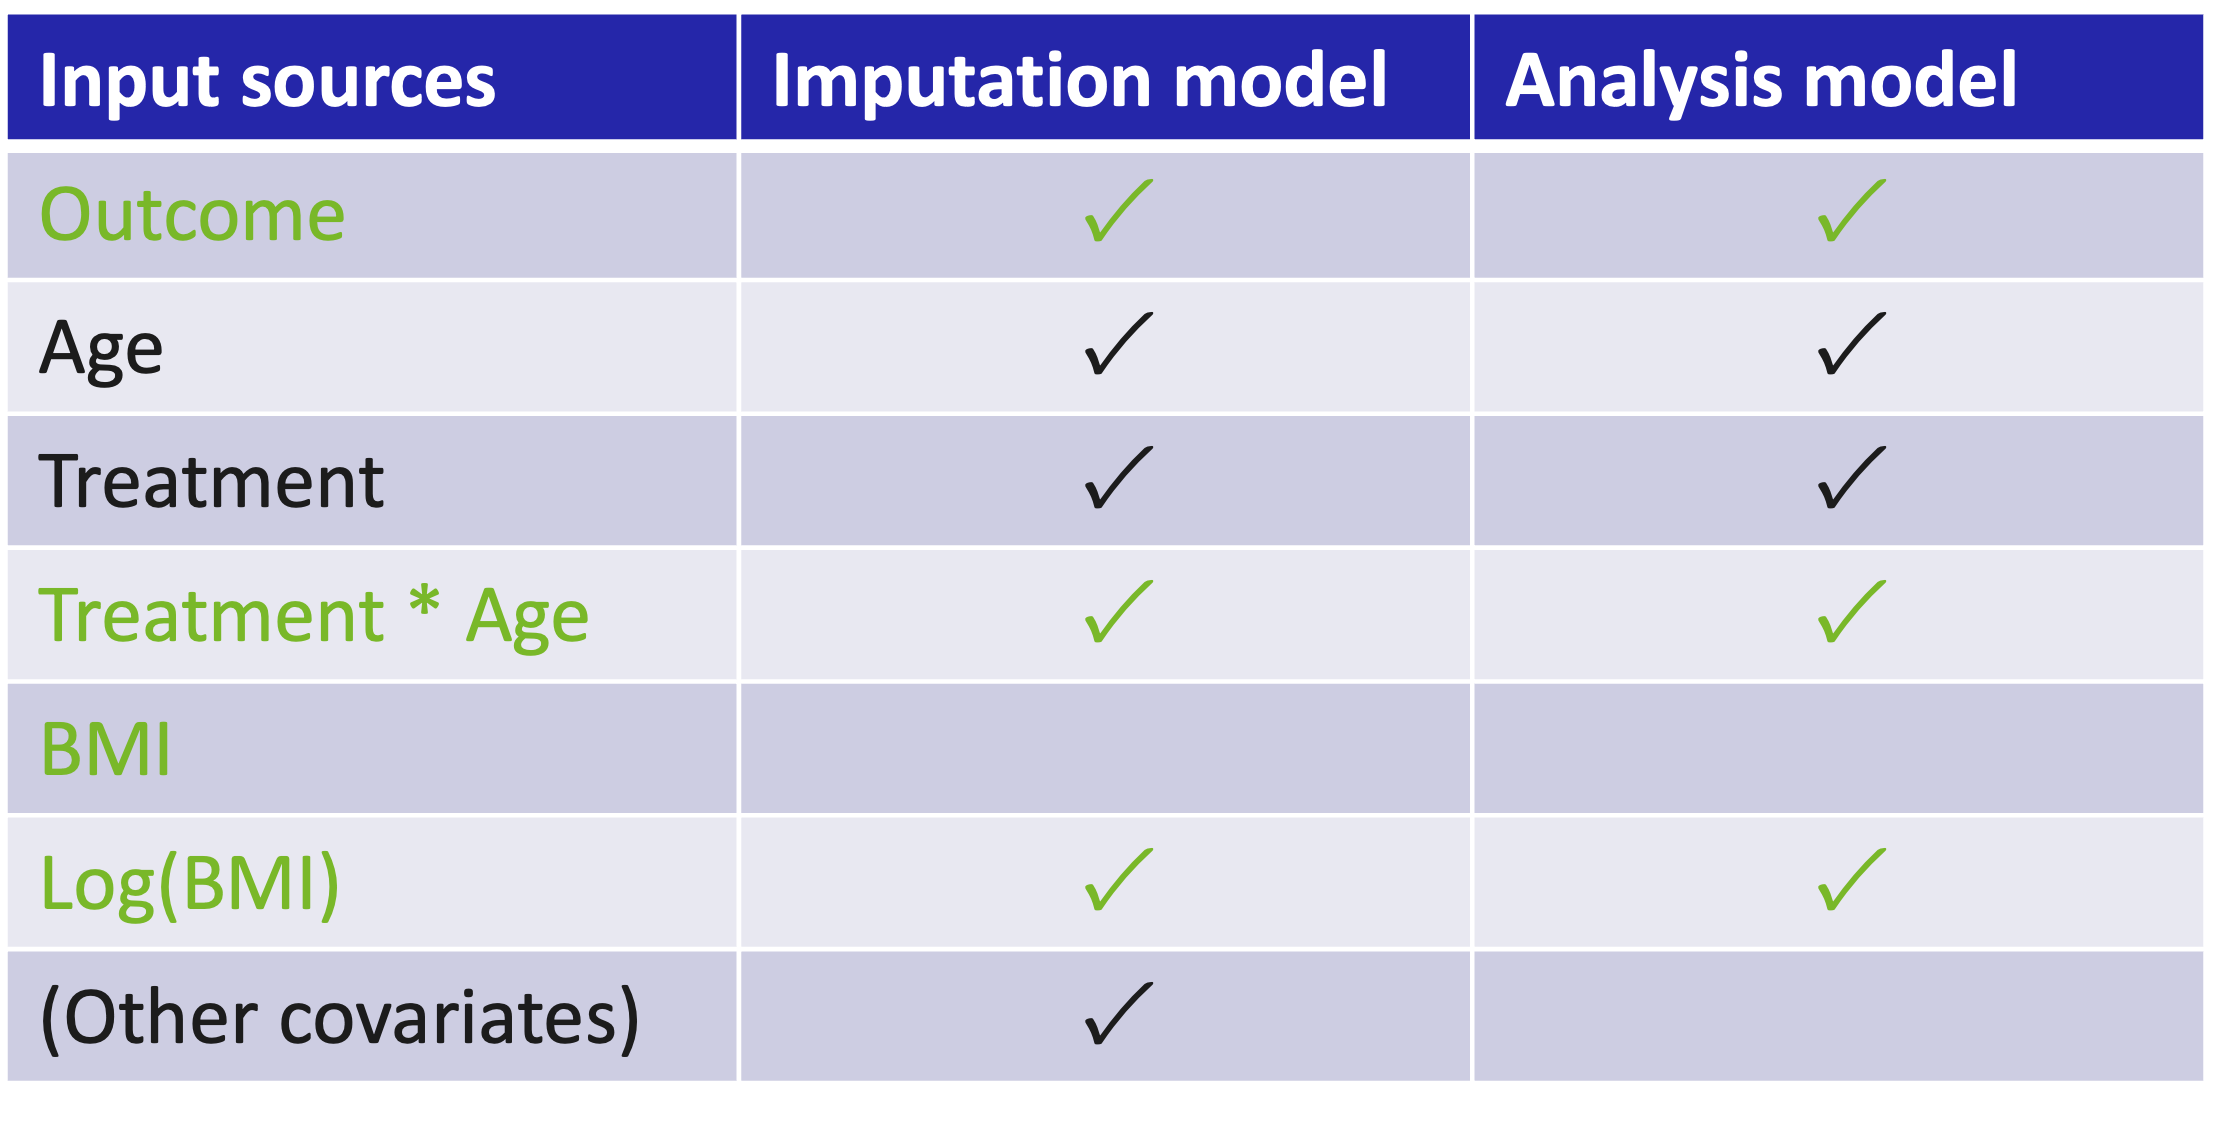 Input sources Imputation model Analysis model
Outcome ✓ ✓
Age ✓ ✓
Treatment ✓ ✓
Treatment * Age ✓ ✓
BMI
Log(BMI) ✓ ✓
(Other covariates) ✓